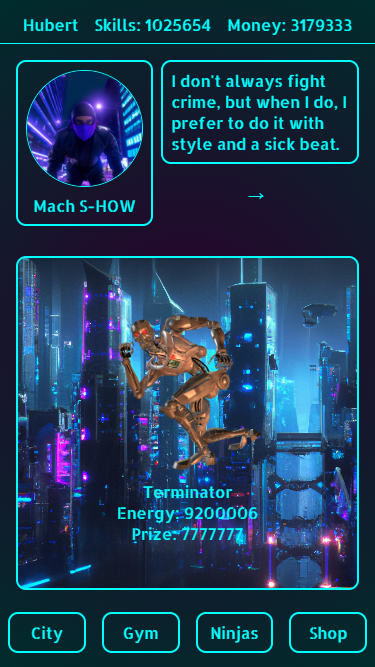 Hubert Skills: 1025654 Money: 3179333
I don't always fight
crime, but when I do, I
prefer to do it with
style and a sick beat.
Mach S-HOW
→
Terminator
Energy: 9200006
Prize: 7777777
City Gym Ninjas Shop